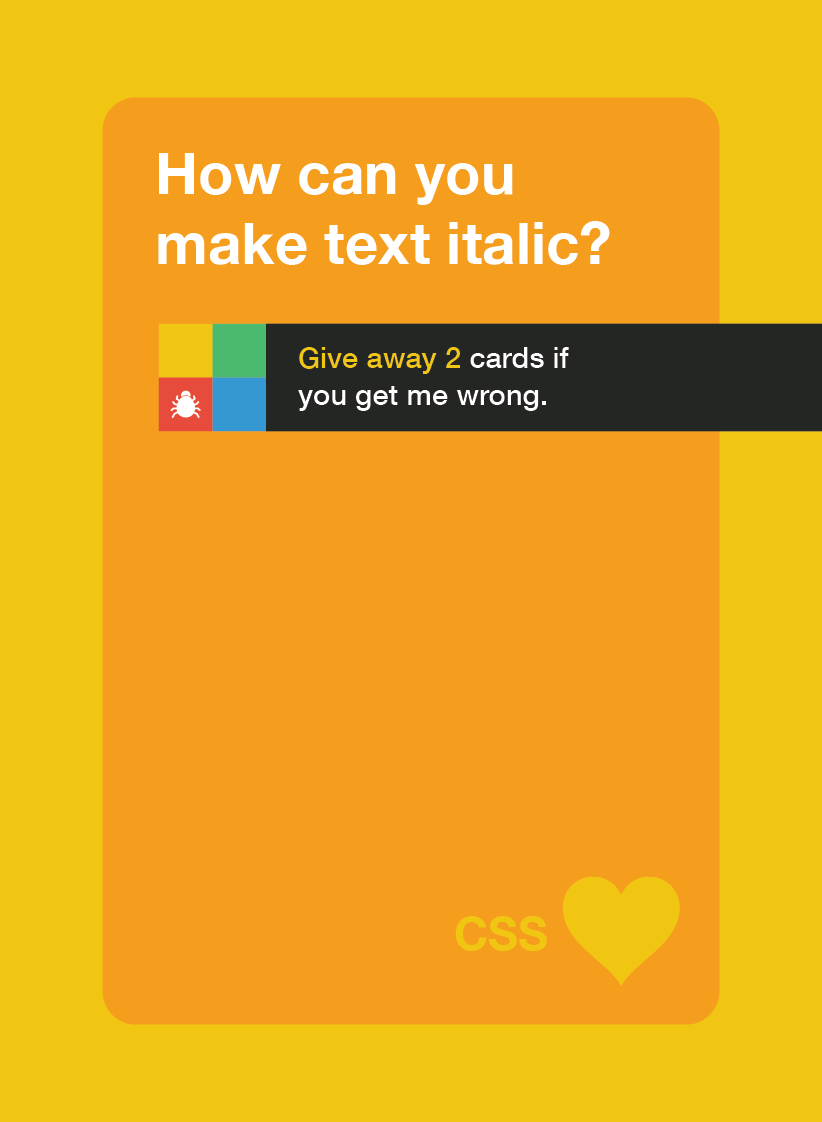 How can you
make text italic?
Give away 2 cards if
you get me wrong.
CSS